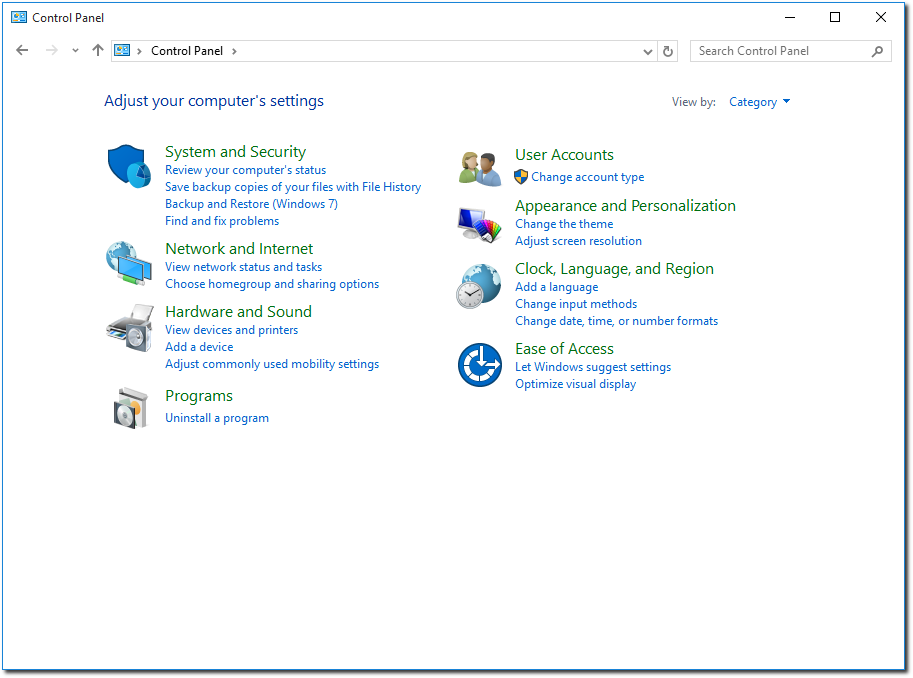 Control Panel
Control Panel
Search Control Panel
Adjust your computer's settings
View by:
Category
System and Security
Review your computer's status
Save backup copies of your files with File History
Backup and Restore (Windows 7)
Find and fix problems
Network and Internet
View network status and tasks
Choose homegroup and sharing options
Hardware and Sound
View devices and printers
Add a device
Adjust commonly used mobility settings
Programs
Uninstall a program
User Accounts
Change account type
Appearance and Personalization
Change the theme
Adjust screen resolution
Clock, Language, and Region
Add a language
Change input methods
Change date, time, or number formats
Ease of Access
Let Windows suggest settings
Optimize visual display